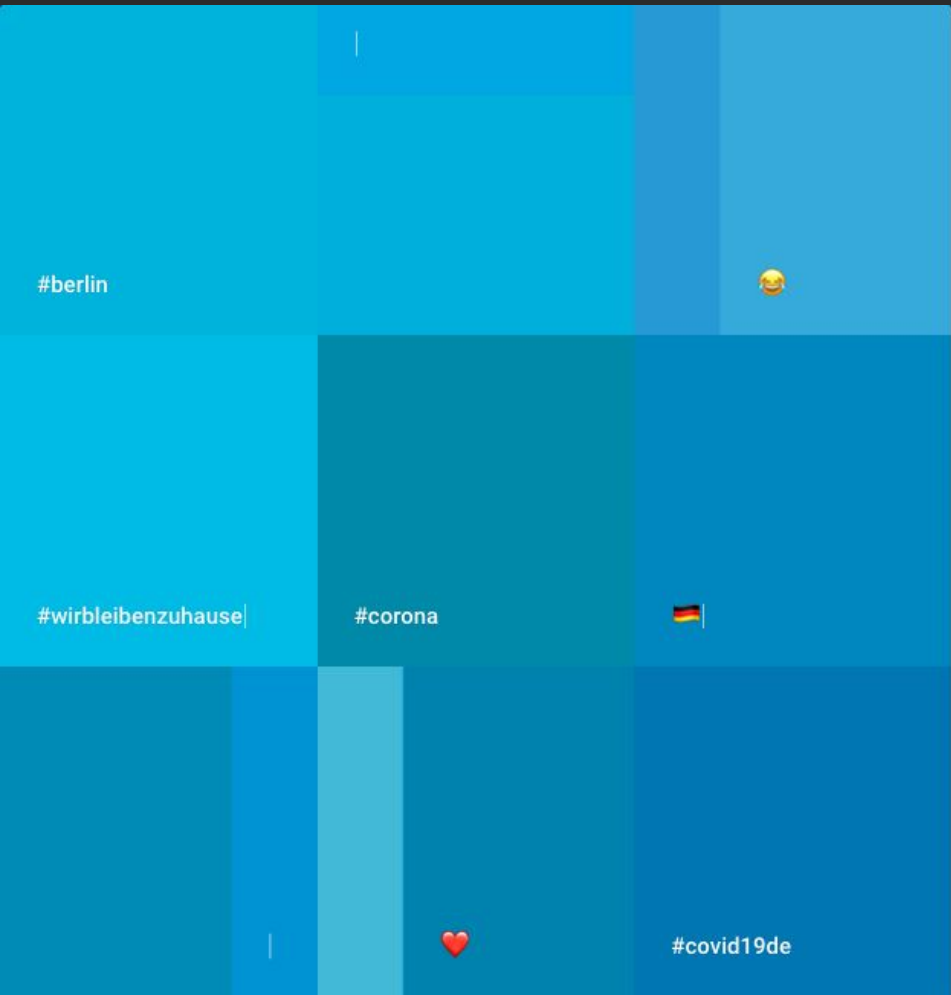 #berlin
😂
#wirbleibenzuhause
#corona
🇩🇪
❤️
#covid19de